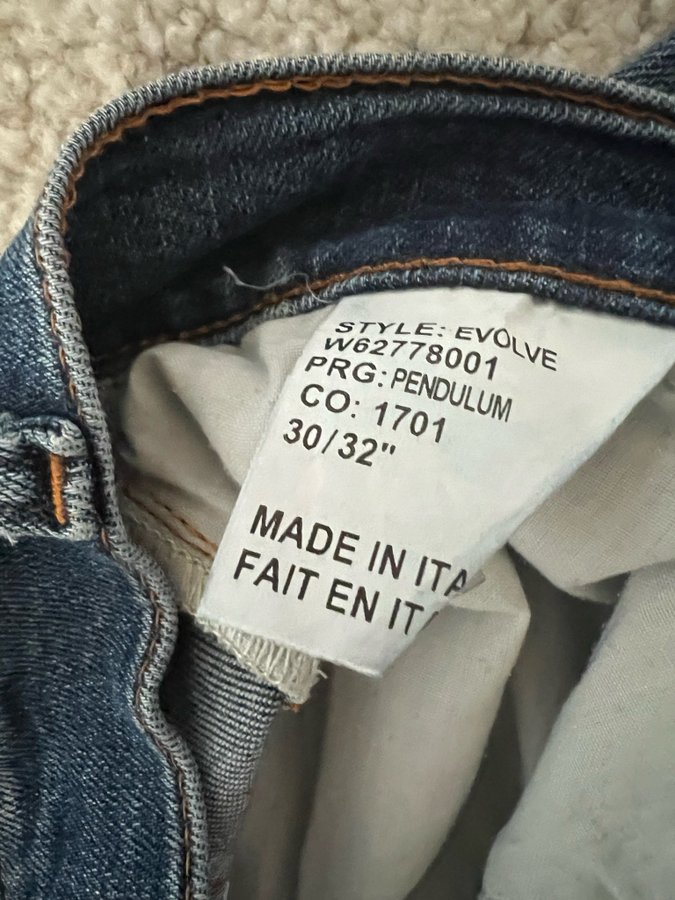 STYLE: EVOLVE
W62778001
PRG: PENDULUM
CO: 1701
30/32"
MADE IN ITA
FAIT EN IT